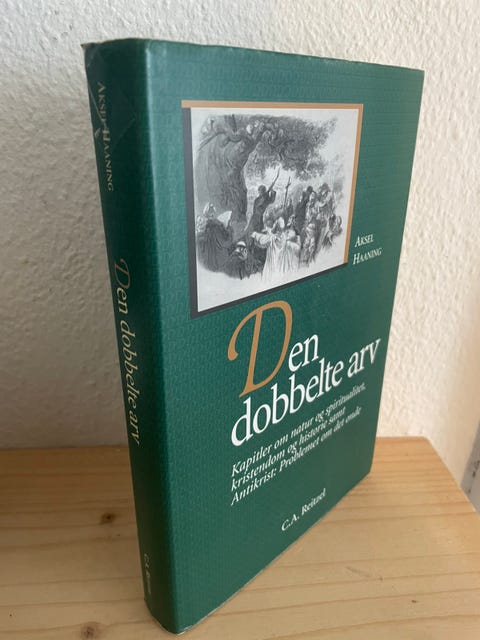 AKSEL HAANING
Den dobbelte arv
C.A. Reitzel
AKSEL
HAANING
Den
dobbelte arv
Kapitler om natur og spiritualitet,
kristendom og historie samt
Antikrist: Problemet om det onde
C.A. Reitzel